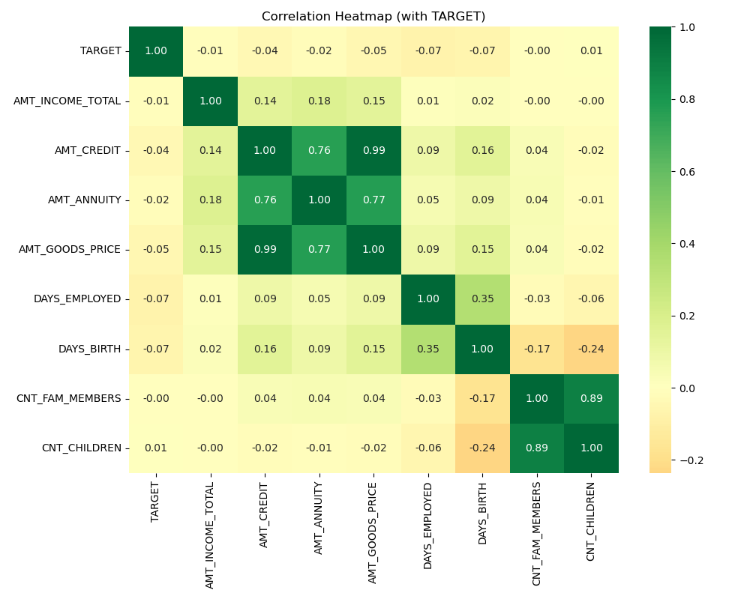 Correlation Heatmap (with TARGET)
TARGET 1.00 -0.01 -0.04 -0.02 -0.05 -0.07 -0.07 -0.00 0.01
AMT_INCOME_TOTAL -0.01 1.00 0.14 0.18 0.15 0.01 0.02 -0.00 -0.00
AMT_CREDIT -0.04 0.14 1.00 0.76 0.99 0.09 0.16 0.04 -0.02
AMT_ANNUITY -0.02 0.18 0.76 1.00 0.77 0.05 0.09 0.04 -0.01
AMT_GOODS_PRICE -0.05 0.15 0.99 0.77 1.00 0.09 0.15 0.04 -0.02
DAYS_EMPLOYED -0.07 0.01 0.09 0.05 0.09 1.00 0.35 -0.03 -0.06
DAYS_BIRTH -0.07 0.02 0.16 0.09 0.15 0.35 1.00 -0.17 -0.24
CNT_FAM_MEMBERS -0.00 -0.00 0.04 0.04 0.04 -0.03 -0.17 1.00 0.89
CNT_CHILDREN 0.01 -0.00 -0.02 -0.01 -0.02 -0.06 -0.24 0.89 1.00
TARGET
AMT_INCOME_TOTAL
AMT_CREDIT
AMT_ANNUITY
AMT_GOODS_PRICE
DAYS_EMPLOYED
DAYS_BIRTH
CNT_FAM_MEMBERS
CNT_CHILDREN
1.0
0.8
0.6
0.4
0.2
0.0
−0.2